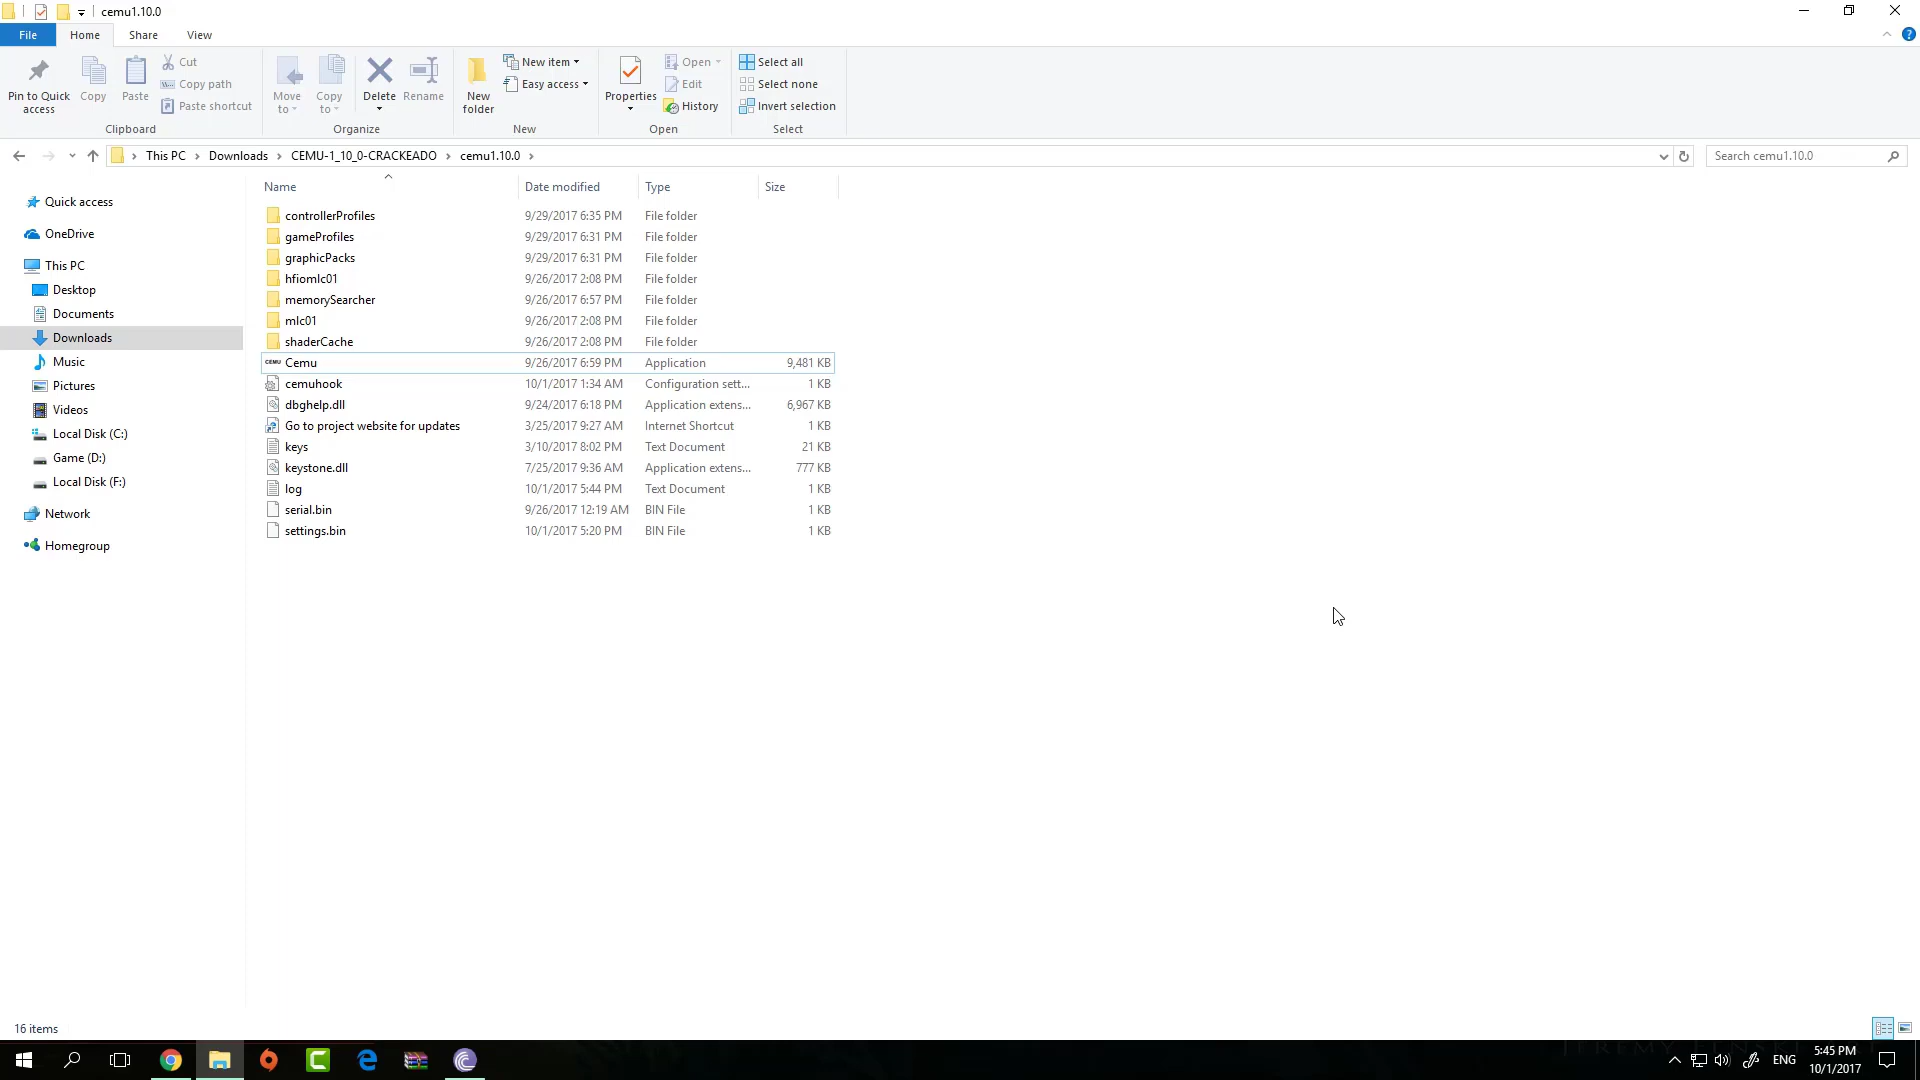 cemu1.10.0
File Home Share View
Pin to Quick access
Copy
Paste
Cut
Copy path
Paste shortcut
Clipboard
Move to
Copy to
Delete
Rename
Organize
New folder
New item
Easy access
New
Properties
Open
Edit
History
Open
Select all
Select none
Invert selection
Select
This PC Downloads CEMU-1_10_0-CRACKEADO cemu1.10.0
Search cemu1.10.0
Quick access
OneDrive
This PC
Desktop
Documents
Downloads
Music
Pictures
Videos
Local Disk (C:)
Game (D:)
Local Disk (F:)
Network
Homegroup
Name Date modified Type Size
controllerProfiles 9/29/2017 6:35 PM File folder
gameProfiles 9/29/2017 6:31 PM File folder
graphicPacks 9/29/2017 6:31 PM File folder
hfiomlc01 9/26/2017 2:08 PM File folder
memorySearcher 9/26/2017 6:57 PM File folder
mlc01 9/26/2017 2:08 PM File folder
shaderCache 9/26/2017 2:08 PM File folder
CEMU Cemu 9/26/2017 6:59 PM Application 9,481 KB
cemuhook 10/1/2017 1:34 AM Configuration sett... 1 KB
dbghelp.dll 9/24/2017 6:18 PM Application extens... 6,967 KB
Go to project website for updates 3/25/2017 9:27 AM Internet Shortcut 1 KB
keys 3/10/2017 8:02 PM Text Document 21 KB
keystone.dll 7/25/2017 9:36 AM Application extens... 777 KB
log 10/1/2017 5:44 PM Text Document 1 KB
serial.bin 9/26/2017 12:19 AM BIN File 1 KB
settings.bin 10/1/2017 5:20 PM BIN File 1 KB
16 items
ENG
5:45 PM
10/1/2017